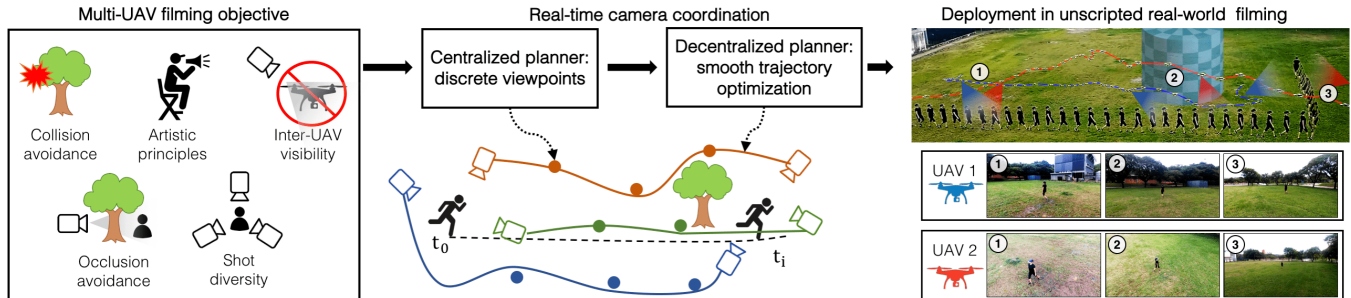 Multi-UAV filming objective
Collision
avoidance
Artistic
principles
Inter-UAV
visibility
Occlusion
avoidance
Shot
diversity
Real-time camera coordination
Centralized planner:
discrete viewpoints
Decentralized planner:
smooth trajectory
optimization
t0
ti
Deployment in unscripted real-world filming
1
2
3
UAV 1
1
2
3
UAV 2
1
2
3